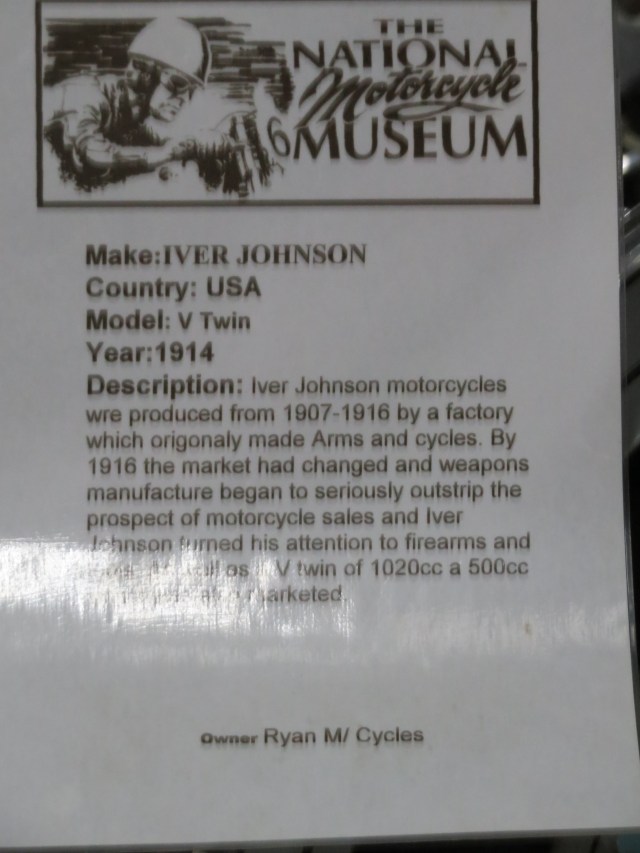 THE
NATIONAL
Motorcycle
MUSEUM
6
Make:IVER JOHNSON
Country: USA
Model: V Twin
Year:1914
Description: Iver Johnson motorcycles
wre produced from 1907-1916 by a factory
which origonaly made Arms and cycles. By
1916 the market had changed and weapons
manufacture began to seriously outstrip the
prospect of motorcycle sales and Iver
Johnson turned his attention to firearms and
V twin of 1020cc a 500cc
marketed.
Owner Ryan M/ Cycles